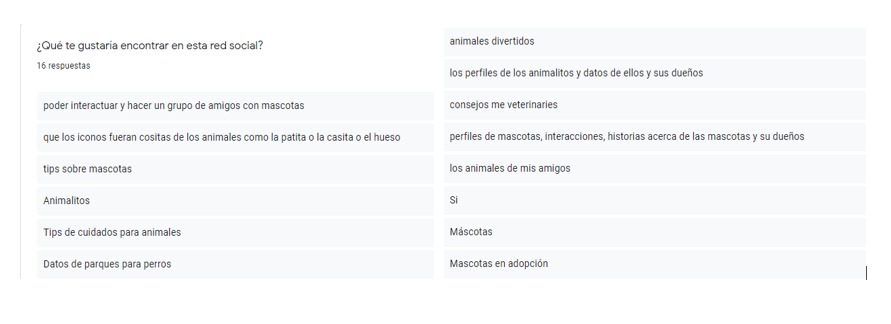 ¿Qué te gustaría encontrar en esta red social?
16 respuestas
poder interactuar y hacer un grupo de amigos con mascotas
que los iconos fueran cositas de los animales como la patita o la casita o el hueso
tips sobre mascotas
Animalitos
Tips de cuidados para animales
Datos de parques para perros
animales divertidos
los perfiles de los animalitos y datos de ellos y sus dueños
consejos me veterinaries
perfiles de mascotas, interacciones, historias acerca de las mascotas y su dueños
los animales de mis amigos
Si
Máscotas
Mascotas en adopción